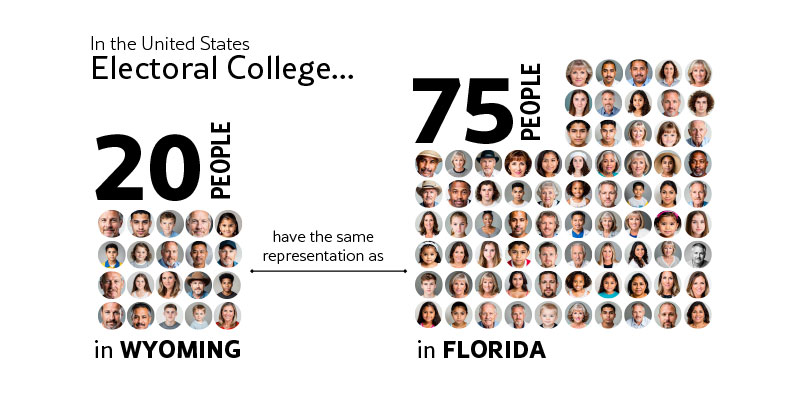 In the United States
Electoral College...
20 PEOPLE
in WYOMING
have the same
representation as
75 PEOPLE
in FLORIDA